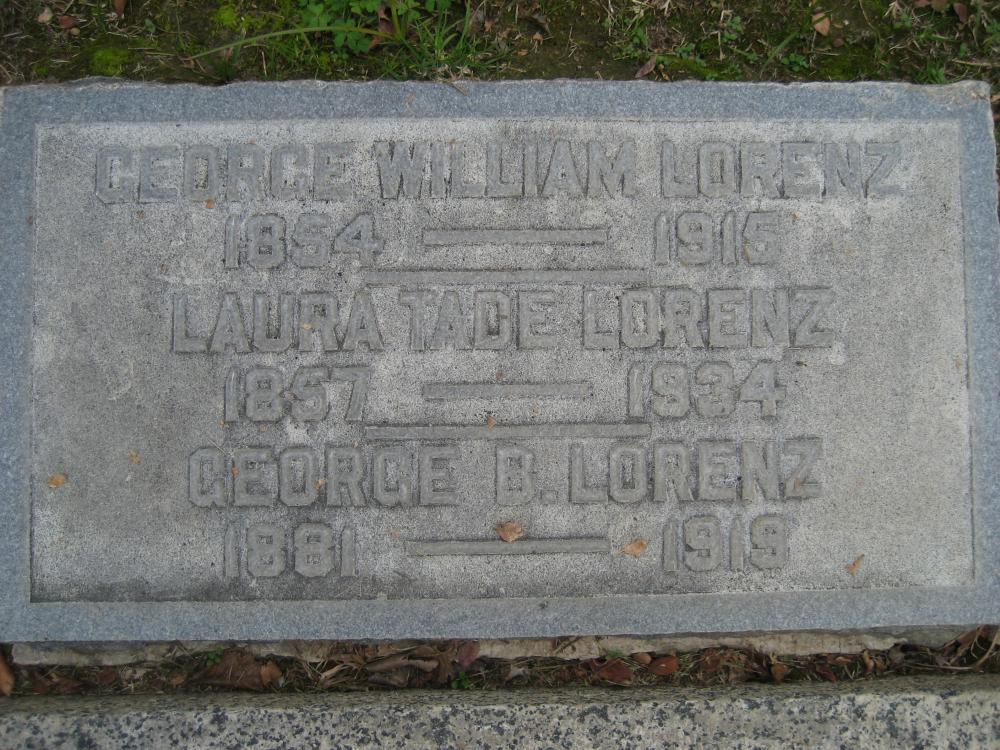 GEORGE WILLIAM LORENZ
1854 — 1915
LAURA TADE LORENZ
1857 — 1934
GEORGE B. LORENZ
1881 — 1919